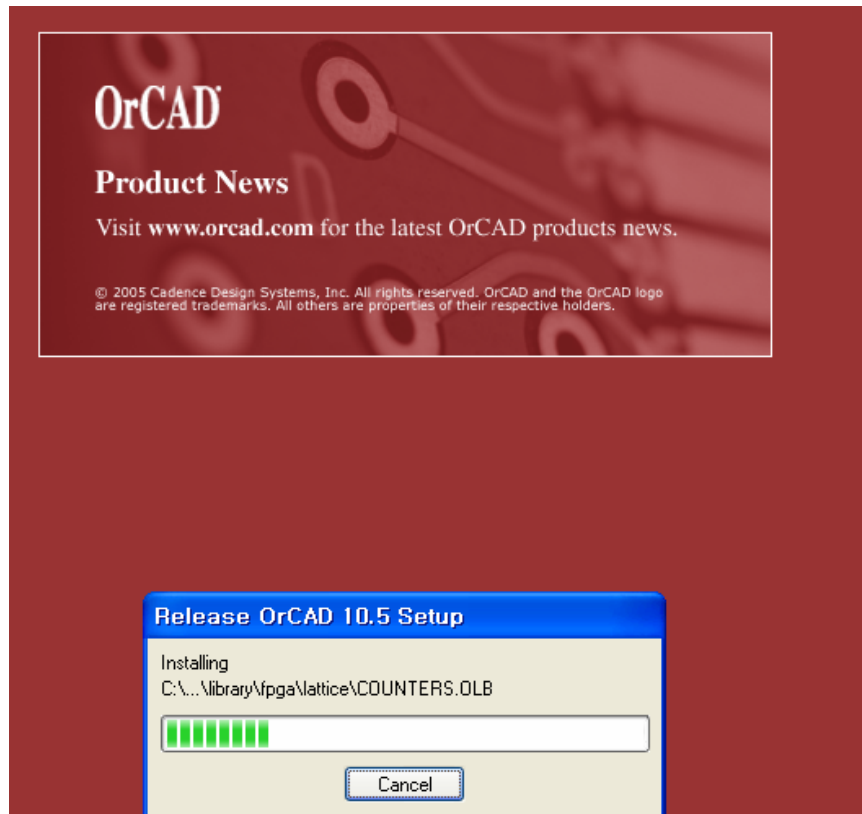 OrCAD
Product News
Visit www.orcad.com for the latest OrCAD products news.
© 2005 Cadence Design Systems, Inc. All rights reserved. OrCAD and the OrCAD logo
are registered trademarks. All others are properties of their respective holders.
Release OrCAD 10.5 Setup
Installing
C:\...\library\fpga\lattice\COUNTERS.OLB
Cancel